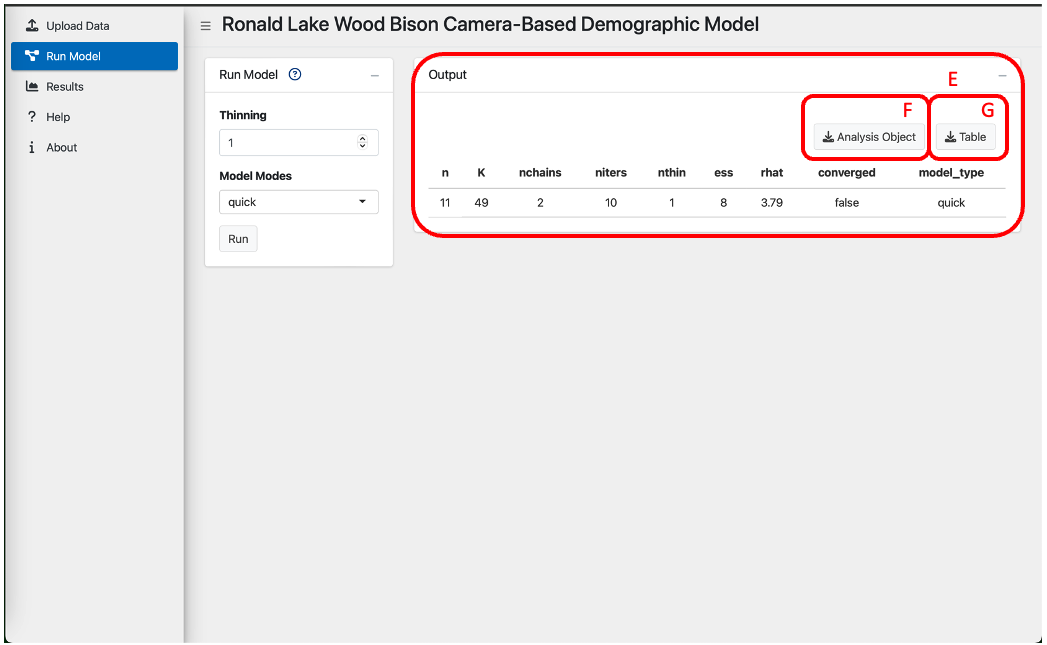 Upload Data
Run Model
Results
Help
About
Ronald Lake Wood Bison Camera-Based Demographic Model
Run Model
Thinning
1
Model Modes
quick
Run
Output
E
F
G
Analysis Object
Table
n K nchains niters nthin ess rhat converged model_type
11 49 2 10 1 8 3.79 false quick